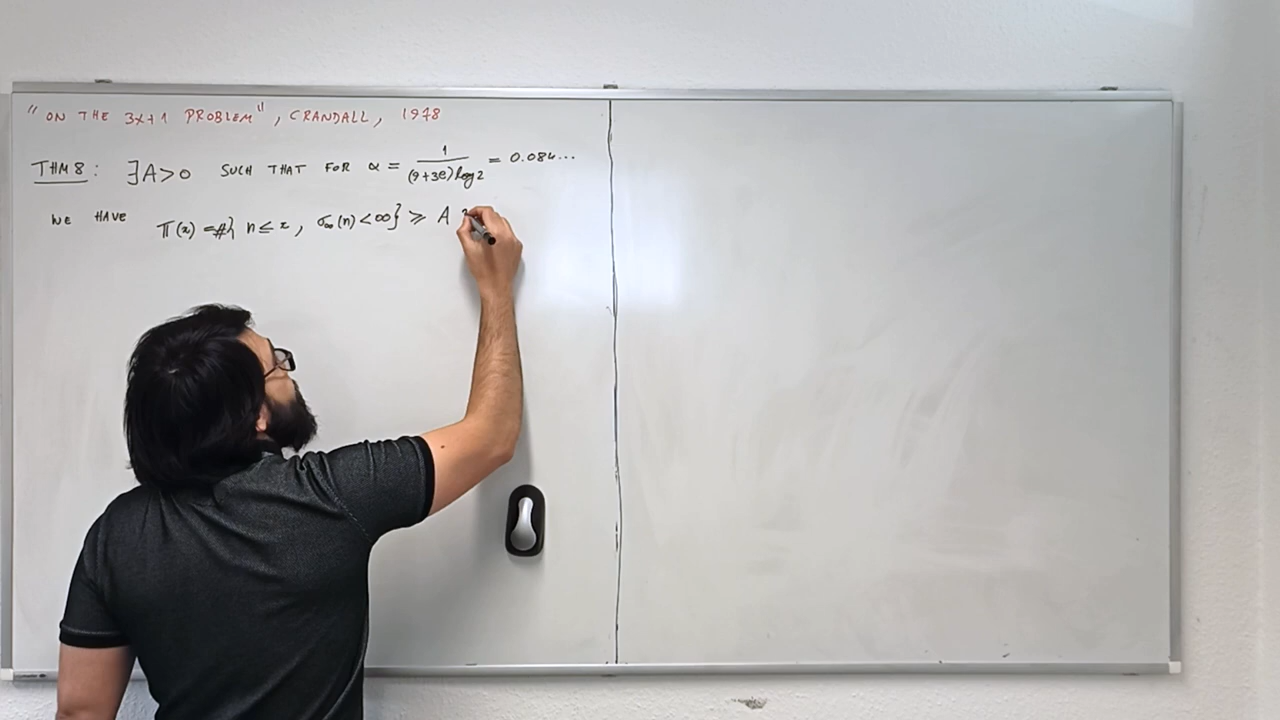 "ON THE 3x+1 PROBLEM", CRANDALL, 1978
THM 8: ∃A>0 SUCH THAT FOR α = 1/((9+3e)log 2) = 0.084...
WE HAVE π(x) = #{ n ≤ x, σ∞(n) < ∞} ≥ A